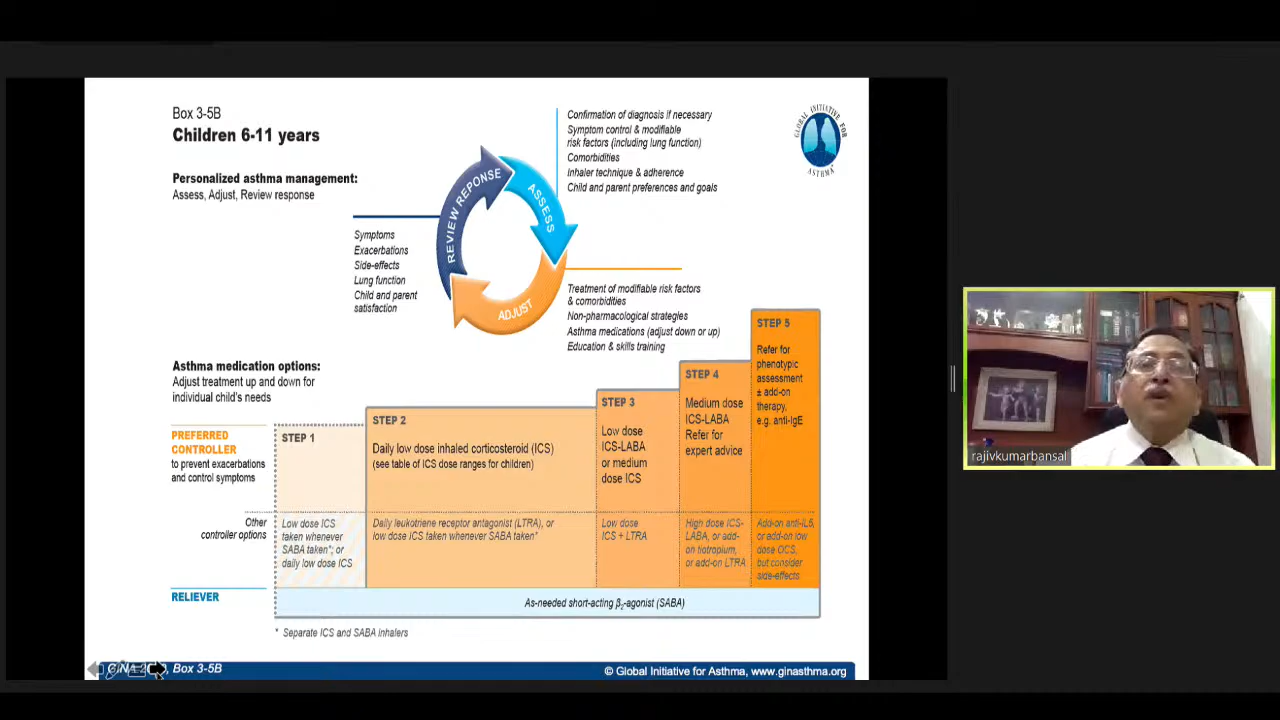 Box 3-5B
Children 6-11 years
Personalized asthma management:
Assess, Adjust, Review response
Confirmation of diagnosis if necessary
Symptom control & modifiable
risk factors (including lung function)
Comorbidities
Inhaler technique & adherence
Child and parent preferences and goals
GLOBAL INITIATIVE FOR
ASTHMA
REVIEW REPONSE
ASSESS
ADJUST
Symptoms
Exacerbations
Side-effects
Lung function
Child and parent
satisfaction
Treatment of modifiable risk factors
& comorbidities
Non-pharmacological strategies
Asthma medications (adjust down or up)
Education & skills training
Asthma medication options:
Adjust treatment up and down for
individual child's needs
PREFERRED
CONTROLLER
to prevent exacerbations
and control symptoms
STEP 1
STEP 2
Daily low dose inhaled corticosteroid (ICS)
(see table of ICS dose ranges for children)
STEP 3
Low dose
ICS-LABA
or medium
dose ICS
STEP 4
Medium dose
ICS-LABA
Refer for
expert advice
STEP 5
Refer for
phenotypic
assessment
± add-on
therapy,
e.g. anti-IgE
Other
controller options
Low dose ICS
taken whenever
SABA taken*; or
daily low dose ICS
Daily leukotriene receptor antagonist (LTRA), or
low dose ICS taken whenever SABA taken*
Low dose
ICS + LTRA
High dose ICS-
LABA, or add-
on tiotropium,
or add-on LTRA
Add-on anti-IL5,
or add-on low
dose OCS,
but consider
side-effects
RELIEVER
As-needed short-acting β2-agonist (SABA)
* Separate ICS and SABA inhalers
GINA Box 3-5B
© Global Initiative for Asthma, www.ginasthma.org
rajivkumarbansal